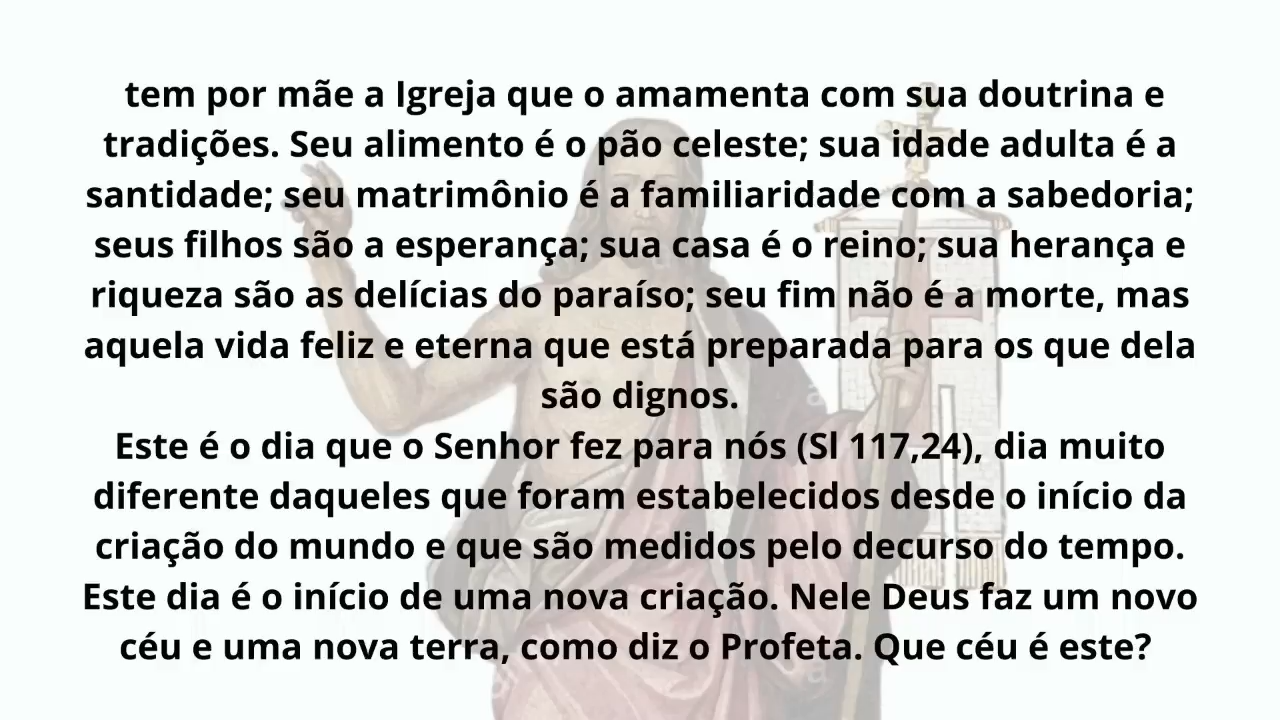 tem por mãe a Igreja que o amamenta com sua doutrina e
tradições. Seu alimento é o pão celeste; sua idade adulta é a
santidade; seu matrimônio é a familiaridade com a sabedoria;
seus filhos são a esperança; sua casa é o reino; sua herança e
riqueza são as delícias do paraíso; seu fim não é a morte, mas
aquela vida feliz e eterna que está preparada para os que dela
são dignos.
Este é o dia que o Senhor fez para nós (Sl 117,24), dia muito
diferente daqueles que foram estabelecidos desde o início da
criação do mundo e que são medidos pelo decurso do tempo.
Este dia é o início de uma nova criação. Nele Deus faz um novo
céu e uma nova terra, como diz o Profeta. Que céu é este?